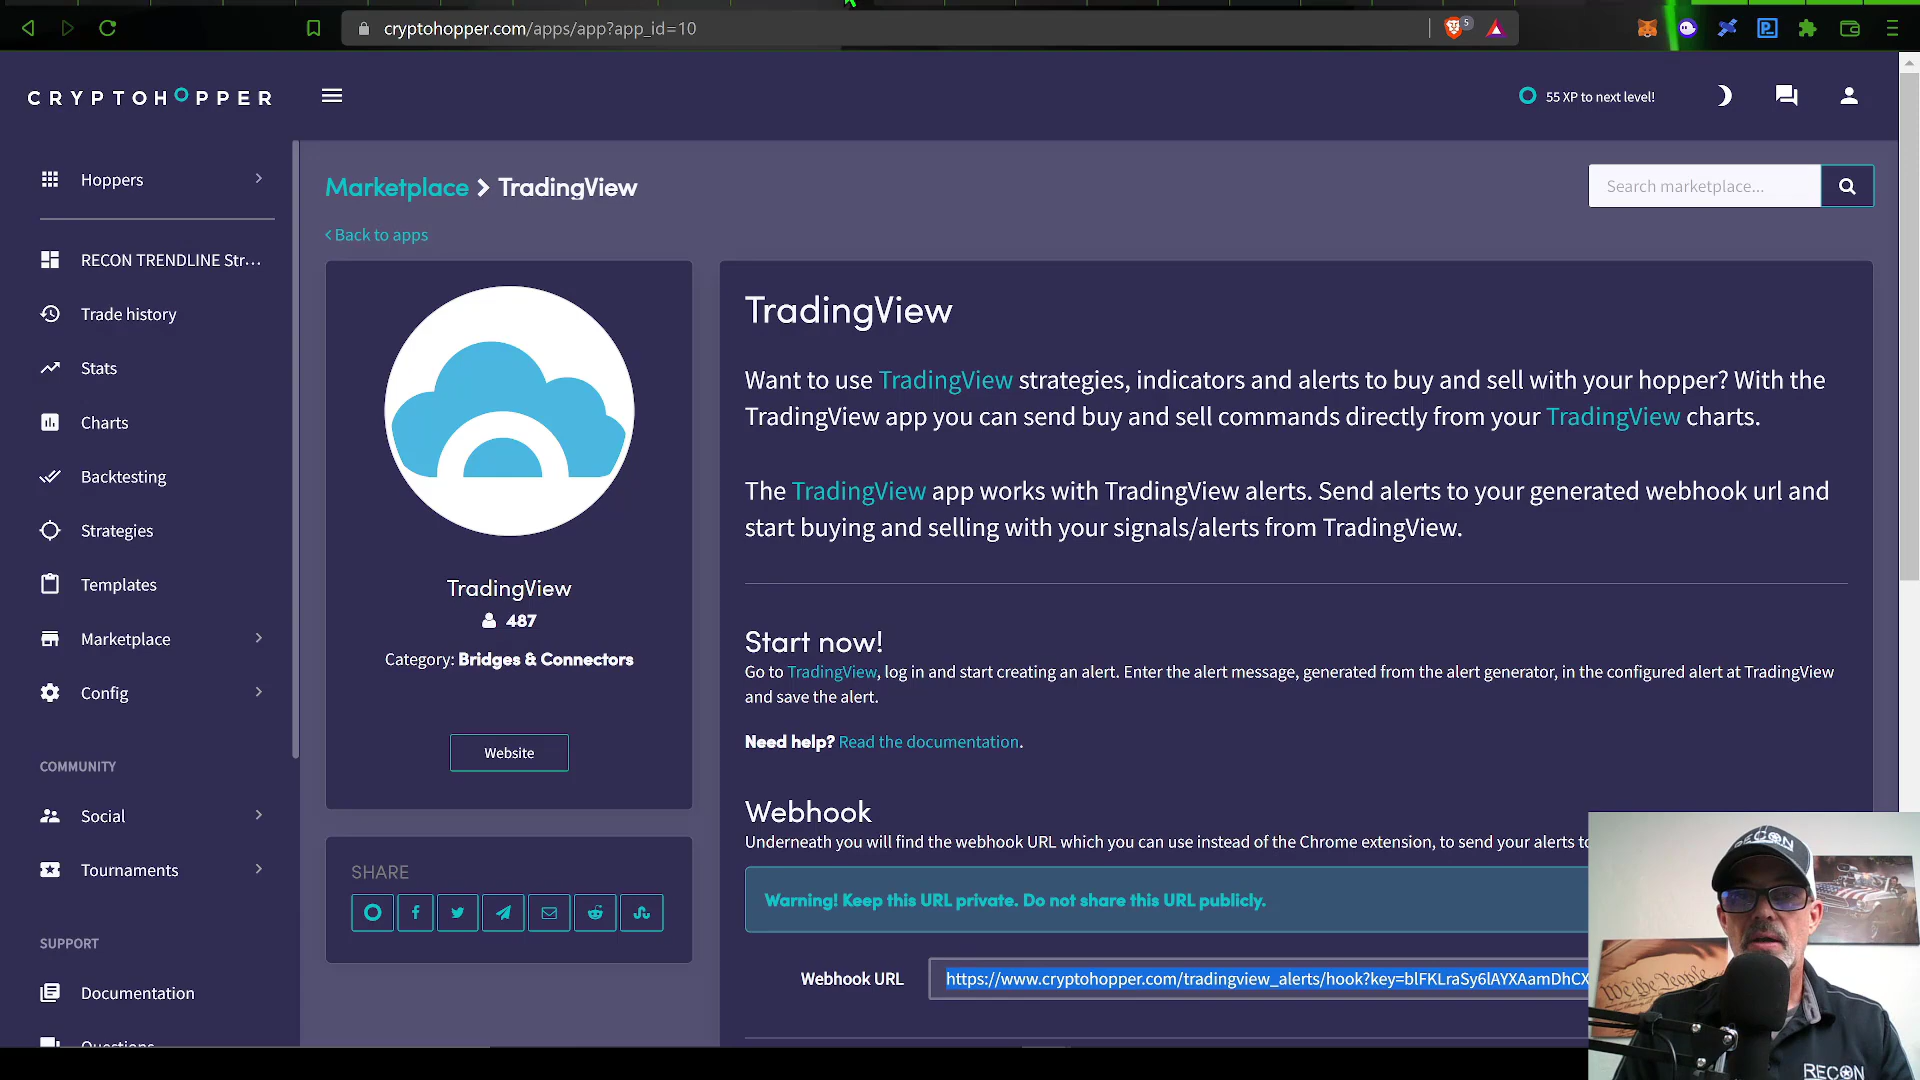 cryptohopper.com/apps/app?app_id=10
5
CRYPTOHOPPER
55 XP to next level!
Hoppers
RECON TRENDLINE Str...
Trade history
Stats
Charts
Backtesting
Strategies
Templates
Marketplace
Config
COMMUNITY
Social
Tournaments
SUPPORT
Documentation
Questions
Marketplace > TradingView
Search marketplace...
< Back to apps
TradingView
487
Category: Bridges & Connectors
Website
SHARE
TradingView
Want to use TradingView strategies, indicators and alerts to buy and sell with your hopper? With the
TradingView app you can send buy and sell commands directly from your TradingView charts.
The TradingView app works with TradingView alerts. Send alerts to your generated webhook url and
start buying and selling with your signals/alerts from TradingView.
Start now!
Go to TradingView, log in and start creating an alert. Enter the alert message, generated from the alert generator, in the configured alert at TradingView
and save the alert.
Need help? Read the documentation.
Webhook
Underneath you will find the webhook URL which you can use instead of the Chrome extension, to send your alerts to
Warning! Keep this URL private. Do not share this URL publicly.
Webhook URL
https://www.cryptohopper.com/tradingview_alerts/hook?key=blFKLraSy6lAYXAamDhCX
RECON
We the People
RECON